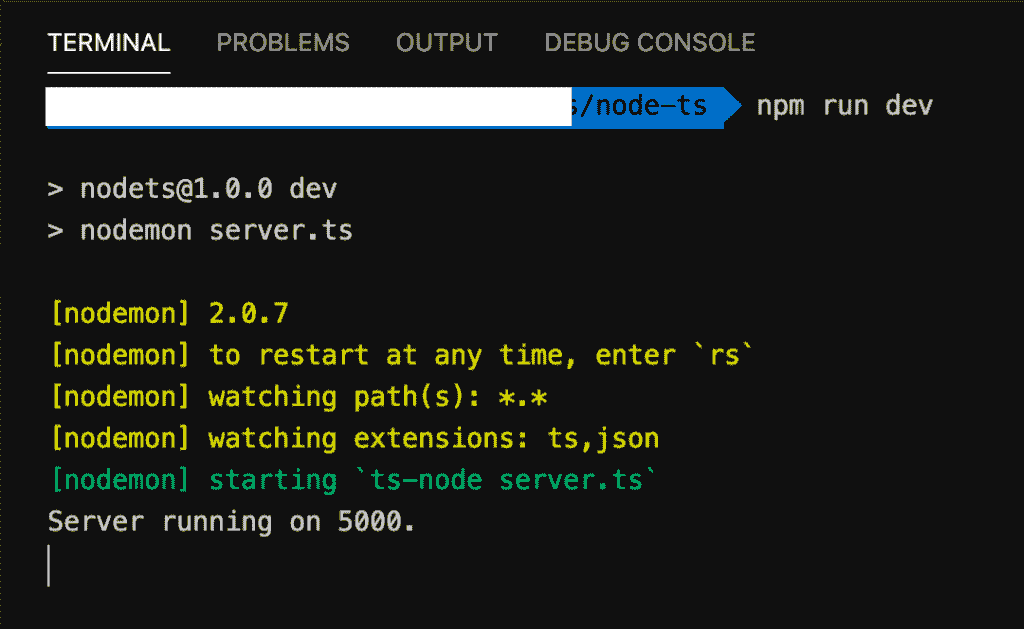 TERMINAL PROBLEMS OUTPUT DEBUG CONSOLE
/node-ts npm run dev
> nodets@1.0.0 dev
> nodemon server.ts
[nodemon] 2.0.7
[nodemon] to restart at any time, enter `rs`
[nodemon] watching path(s): *.*
[nodemon] watching extensions: ts,json
[nodemon] starting `ts-node server.ts`
Server running on 5000.